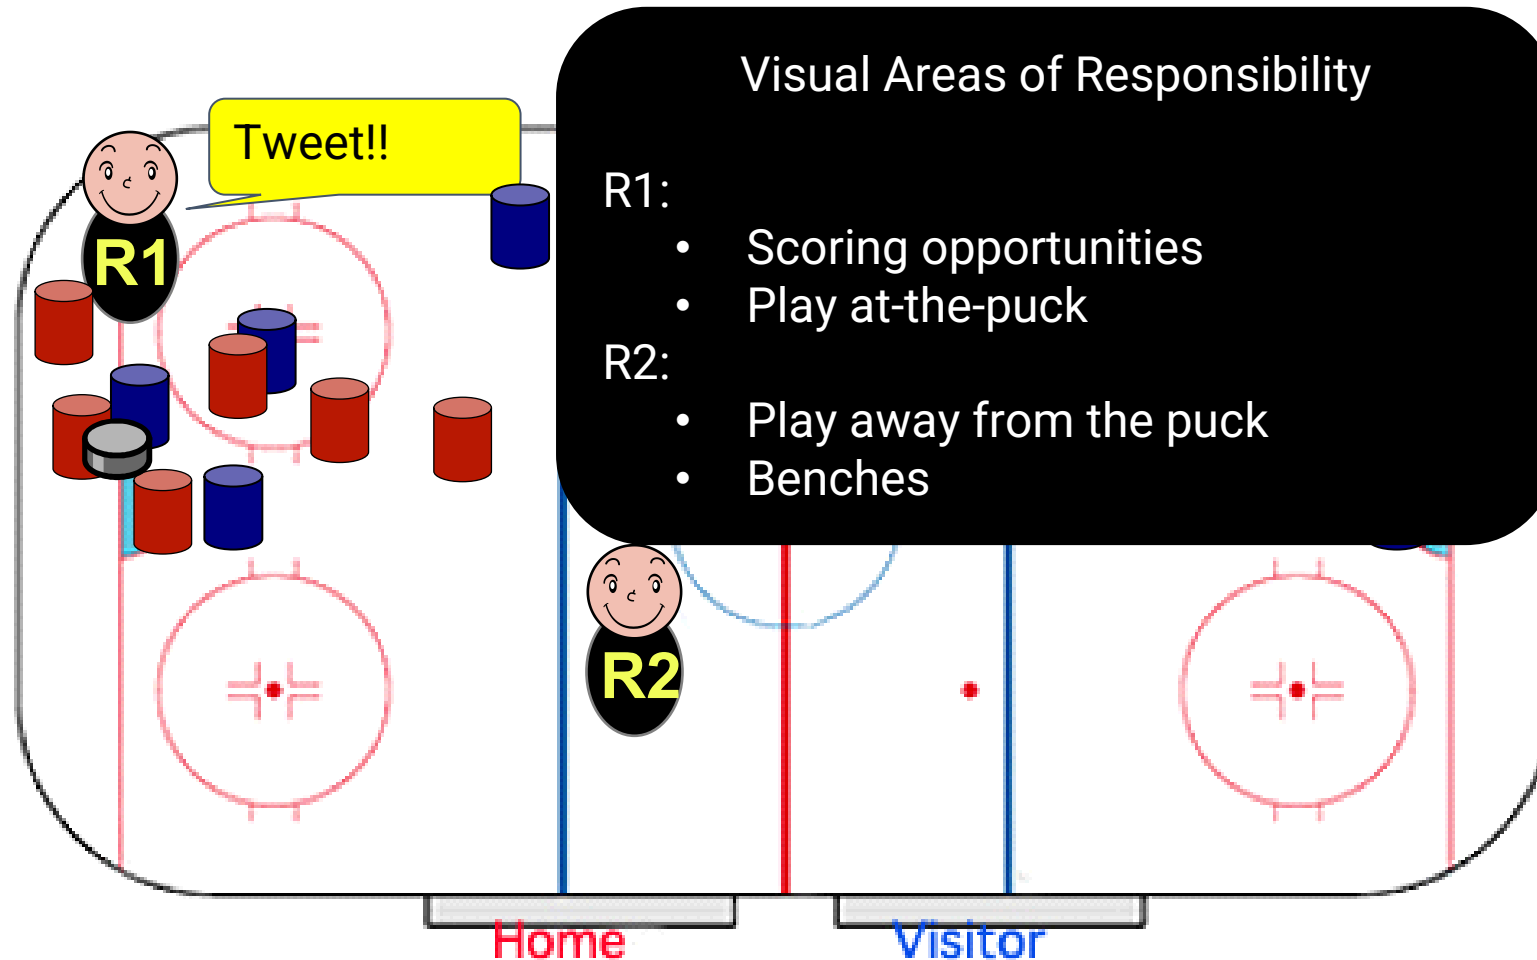 Visual Areas of Responsibility
Tweet!!
R1:
• Scoring opportunities
• Play at-the-puck
R2:
• Play away from the puck
• Benches
R1
R2
Home
Visitor